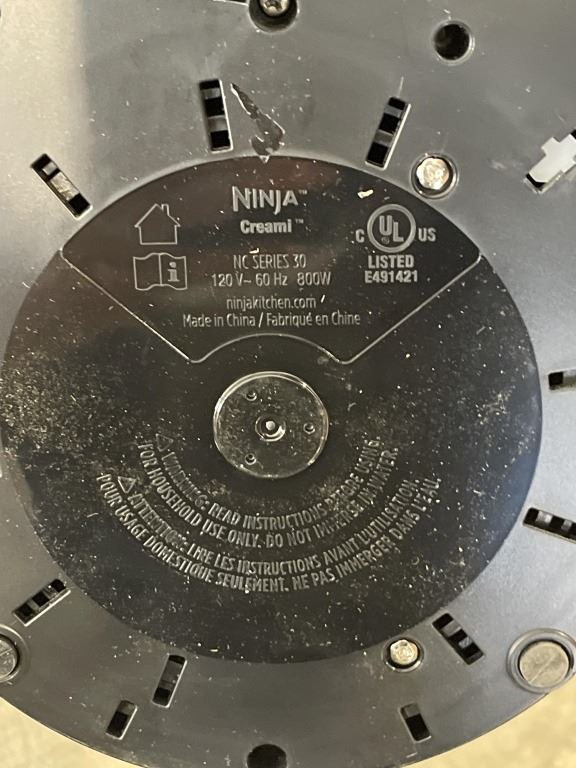 NINJA™
Creami™
NC SERIES 30
120 V~ 60 Hz 800W
ninjakitchen.com/
Made in China / Fabriqué en Chine
C UL US
LISTED
E491421
⚠ WARNING: READ INSTRUCTIONS BEFORE USING.
FOR HOUSEHOLD USE ONLY. DO NOT IMMERSE IN WATER.
⚠ ATTENTION: LIRE LES INSTRUCTIONS AVANT L'UTILISATION.
POUR USAGE DOMESTIQUE SEULEMENT. NE PAS IMMERGER DANS L'EAU.